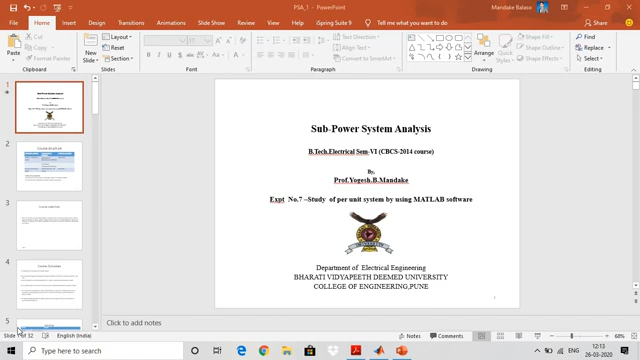 PSA_1 - PowerPoint
Mandake Balaso
File Home Insert Design Transitions Animations Slide Show Review View iSpring Suite 9 Tell me what you want to do Share
Paste Cut Copy Format Painter
New Slide Layout Reset Section
Text Direction Align Text Convert to SmartArt
Arrange Quick Styles Shape Fill Shape Outline Shape Effects
Find Replace Select
Clipboard Slides Font Paragraph Drawing Editing
1
2
3
4
5
Sub-Power System Analysis
B.Tech.Electrical Sem-VI (CBCS-2014 course)
By,
Prof.Yogesh.B.Mandake
Expt No.7 –Study of per unit system by using MATLAB software
Department of Electrical Engineering
BHARATI VIDYAPEETH DEEMED UNIVERSITY
COLLEGE OF ENGINEERING,PUNE
1
Click to add notes
Slide 1 of 32 English (India) Notes Comments 68%
Type here to search
ENG
12:13
26-03-2020